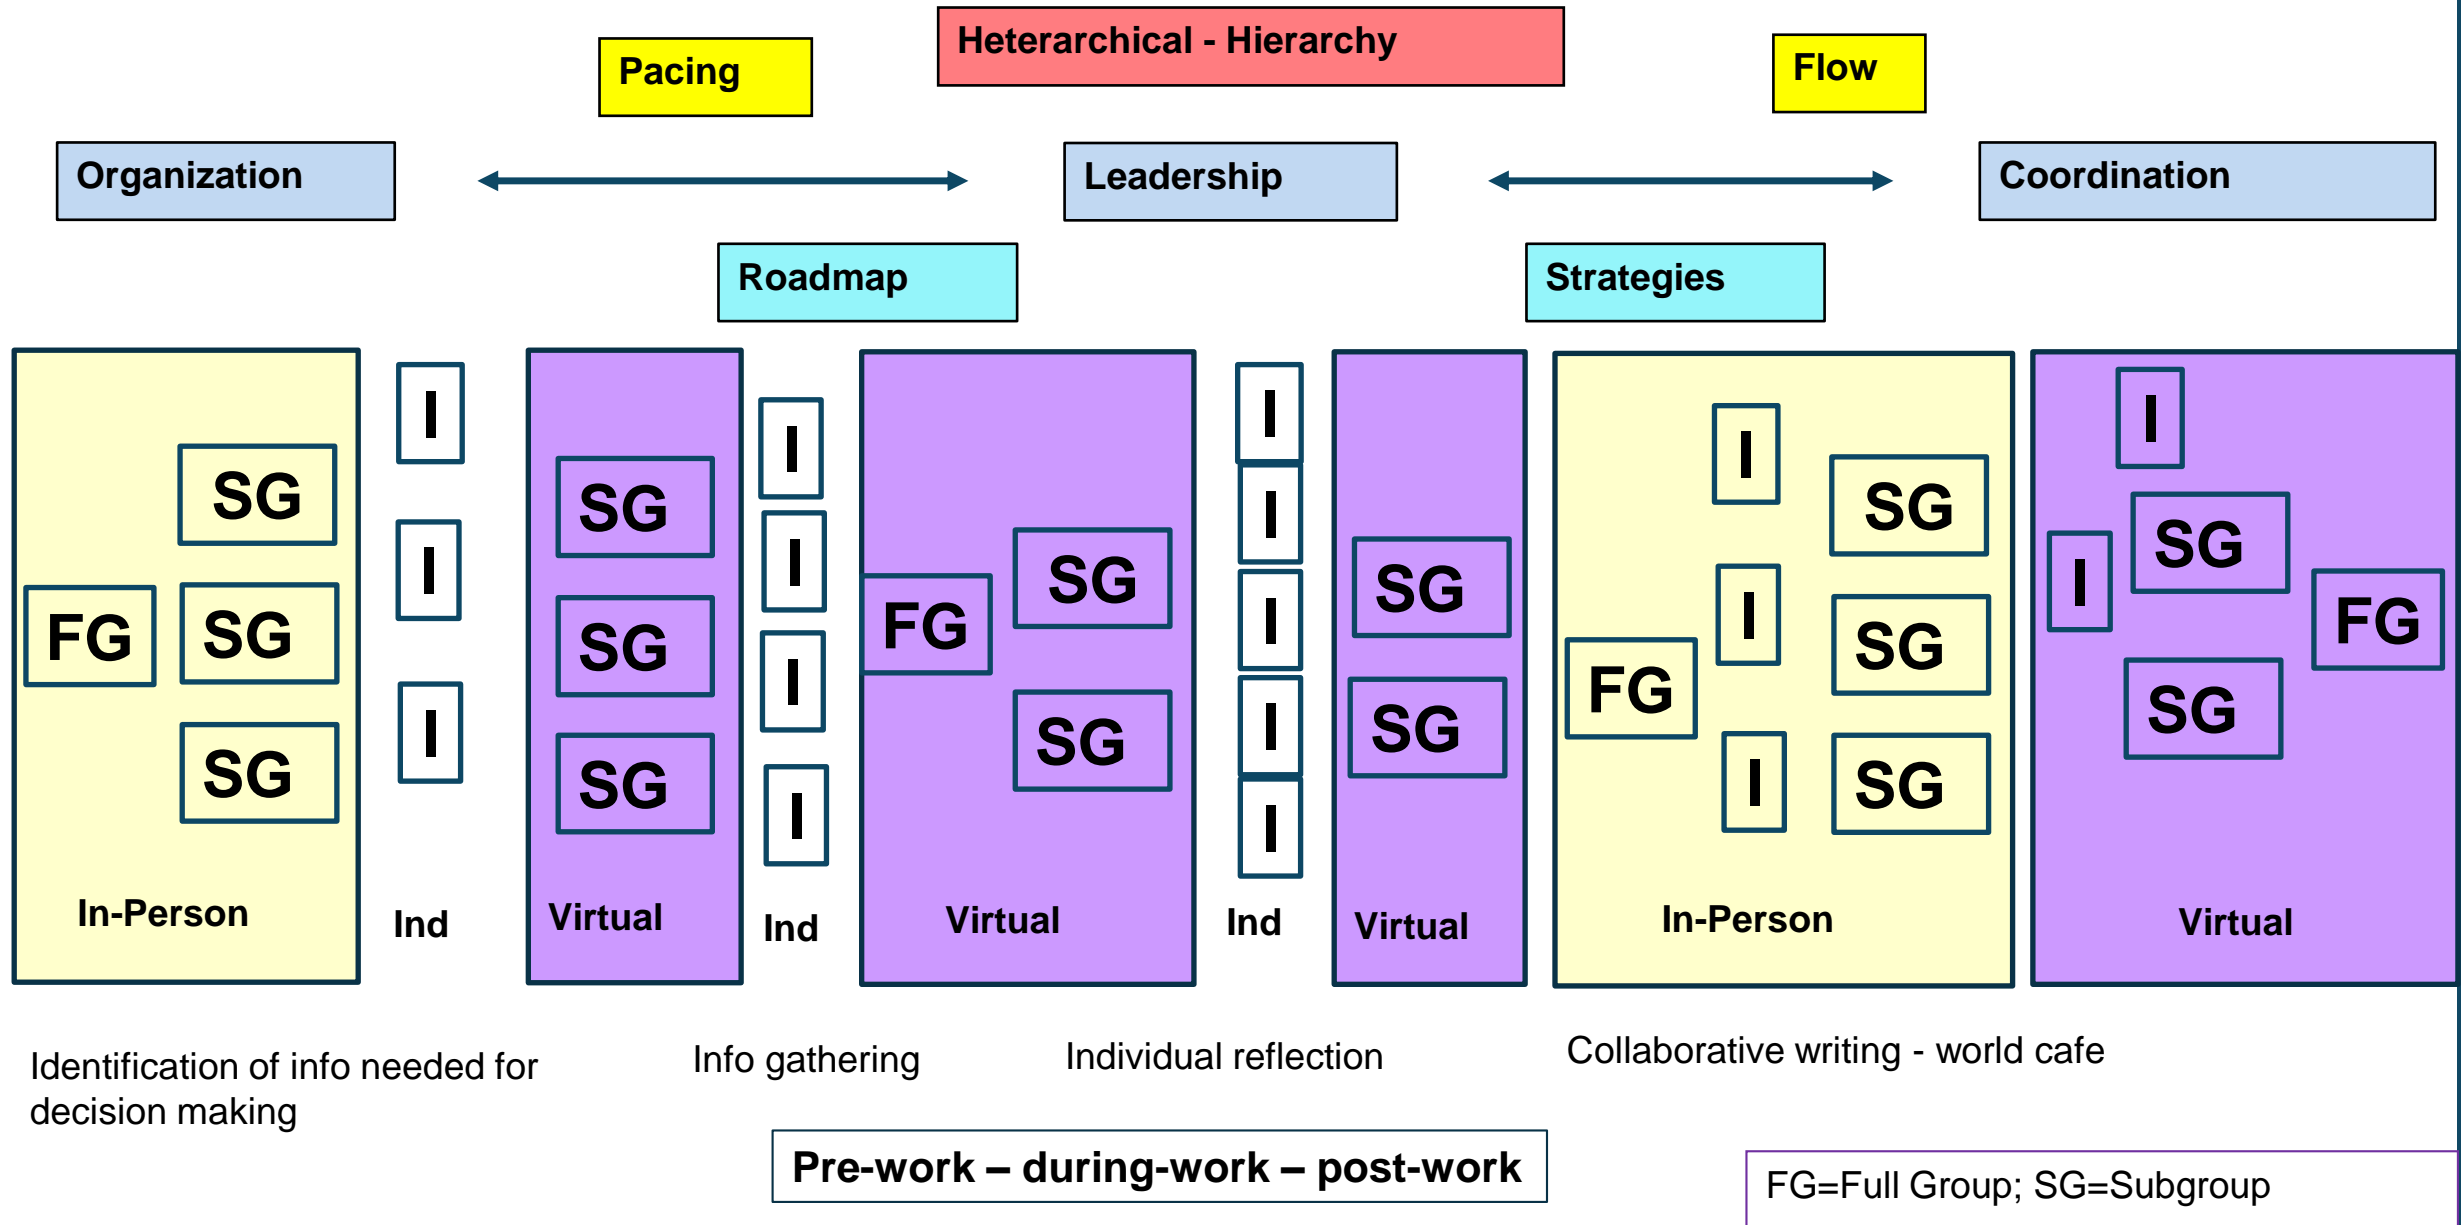 Heterarchical - Hierarchy
Pacing
Flow
Organization
Leadership
Coordination
Roadmap
Strategies
FG
SG
SG
SG
In-Person
I
I
I
Ind
SG
SG
SG
Virtual
I
I
I
I
Ind
FG
SG
SG
Virtual
I
I
I
I
I
Ind
SG
SG
Virtual
FG
I
I
I
SG
SG
SG
In-Person
I
I
SG
SG
FG
Virtual
Identification of info needed for
decision making
Info gathering
Individual reflection
Collaborative writing - world cafe
Pre-work – during-work – post-work
FG=Full Group; SG=Subgroup